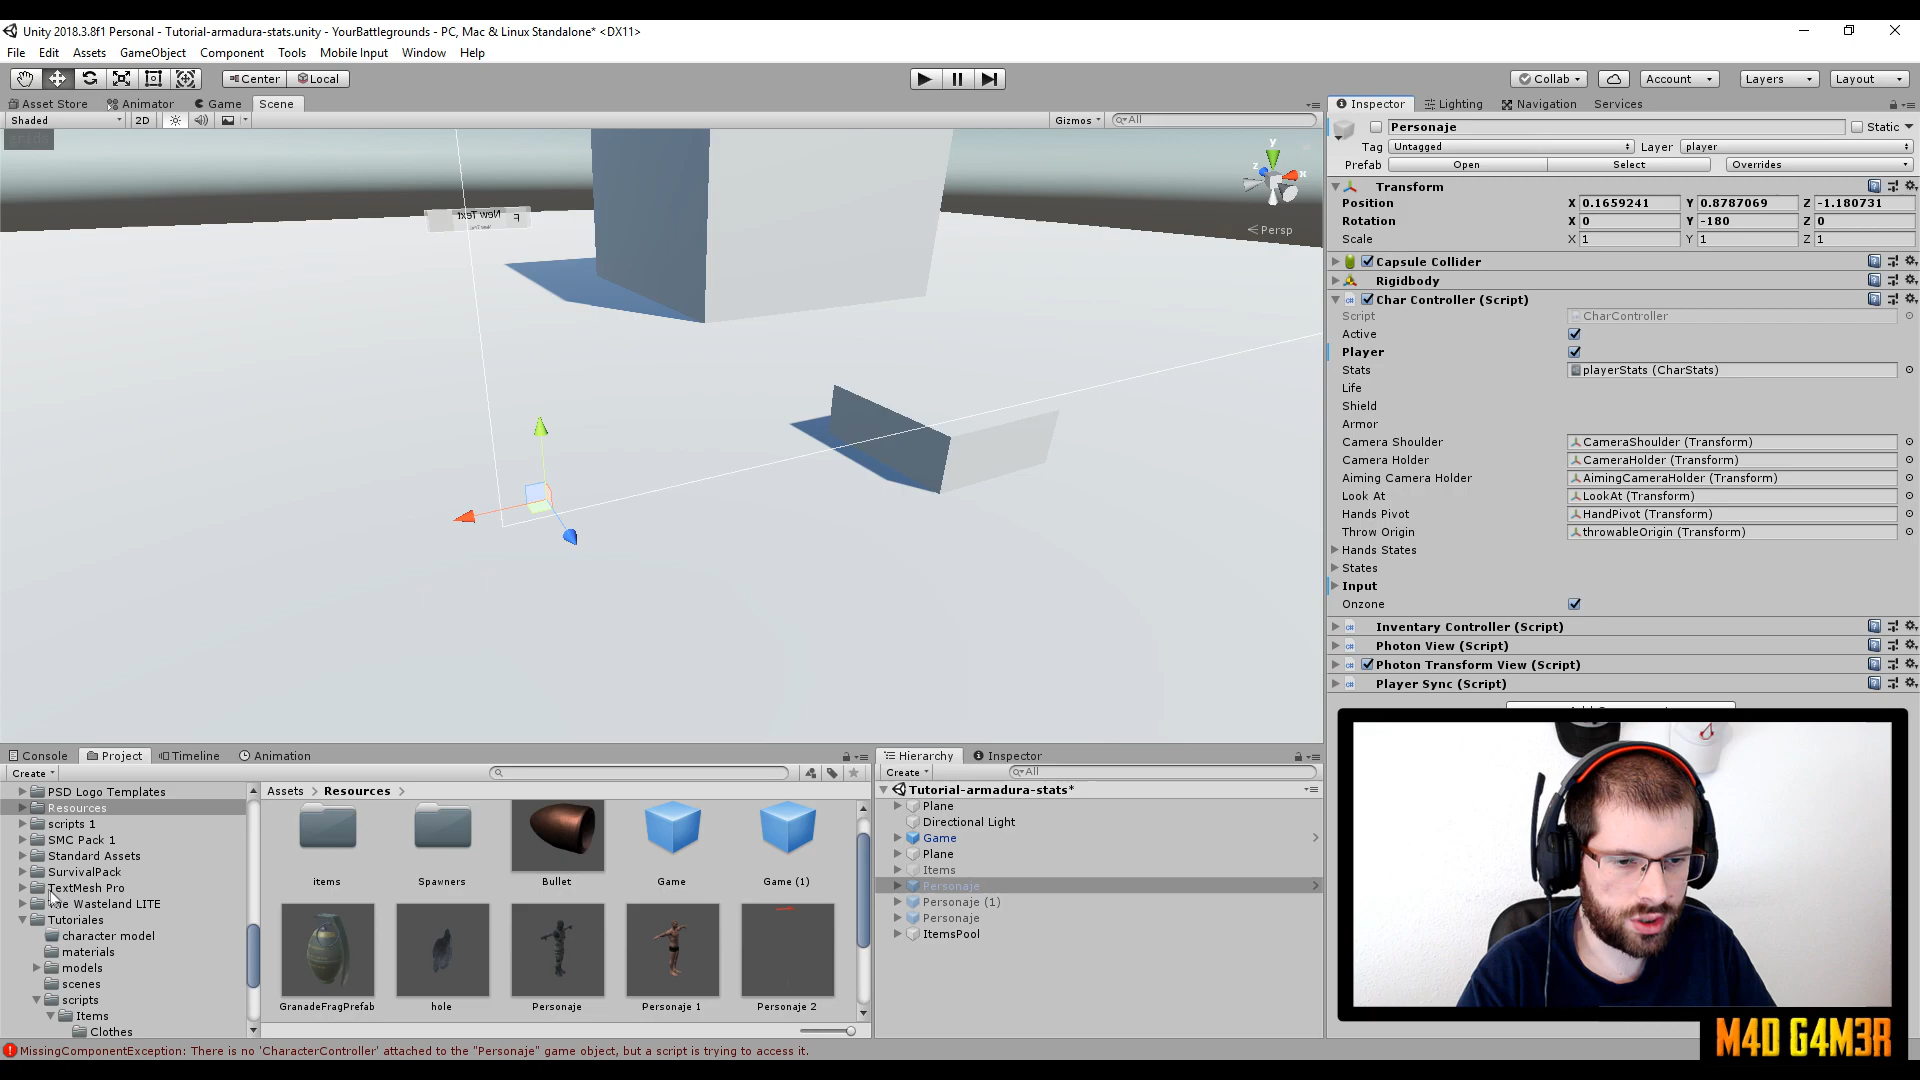 Unity 2018.3.8f1 Personal - Tutorial-armadura-stats.unity - YourBattlegrounds - PC, Mac & Linux Standalone* <DX11>
File Edit Assets GameObject Component Tools Mobile Input Window Help
Center Local Collab Account Layers Layout
Asset Store Animator Game Scene
Shaded 2D Gizmos All
y
z
x
Persp
New Text F
Inspector Lighting Navigation Services
Personaje Static
Tag Untagged Layer player
Prefab Open Select Overrides
Transform
Position X 0.1659241 Y 0.8787069 Z -1.180731
Rotation X 0 Y -180 Z 0
Scale X 1 Y 1 Z 1
Capsule Collider
Rigidbody
Char Controller (Script)
Script CharController
Active
Player
Stats playerStats (CharStats)
Life
Shield
Armor
Camera Shoulder CameraShoulder (Transform)
Camera Holder CameraHolder (Transform)
Aiming Camera Holder AimingCameraHolder (Transform)
Look At LookAt (Transform)
Hands Pivot HandPivot (Transform)
Throw Origin throwableOrigin (Transform)
Hands States
States
Input
Onzone
Inventory Controller (Script)
Photon View (Script)
Photon Transform View (Script)
Player Sync (Script)
Console Project Timeline Animation
Create
PSD Logo Templates
Resources
scripts 1
SMC Pack 1
Standard Assets
SurvivalPack
TextMesh Pro
The Wasteland LITE
Tutoriales
character model
materials
models
scenes
scripts
Items
Clothes
Assets > Resources >
items Spawners Bullet Game Game (1)
GranadeFragPrefab hole Personaje Personaje 1 Personaje 2
Hierarchy Inspector
Create All
Tutorial-armadura-stats*
Plane
Directional Light
Game
Plane
Items
Personaje
Personaje (1)
Personaje
ItemsPool
MissingComponentException: There is no 'CharacterController' attached to the "Personaje" game object, but a script is trying to access it.
M4D G4M3R